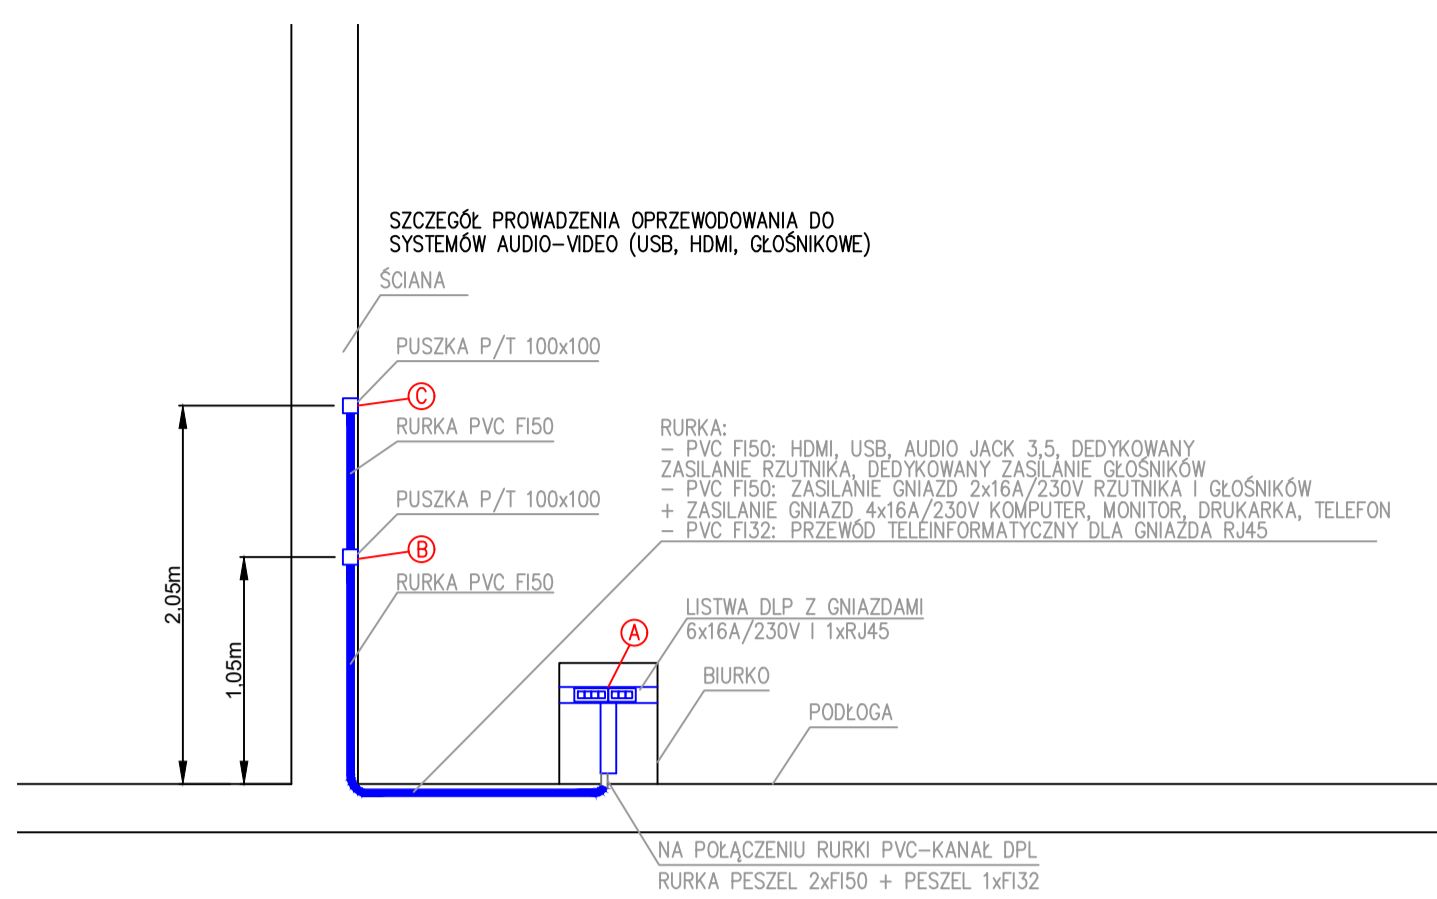 SZCZEGÓŁ PROWADZENIA OPRZEWODOWANIA DO
SYSTEMÓW AUDIO-VIDEO (USB, HDMI, GŁOŚNIKOWE)
ŚCIANA
PUSZKA P/T 100x100
C
RURKA PVC FI50
PUSZKA P/T 100x100
B
RURKA PVC FI50
2,05m
1,05m
RURKA:
- PVC FI50: HDMI, USB, AUDIO JACK 3,5, DEDYKOWANY
ZASILANIE RZUTNIKA, DEDYKOWANY ZASILANIE GŁOŚNIKÓW
- PVC FI50: ZASILANIE GNIAZD 2x16A/230V RZUTNIKA I GŁOŚNIKÓW
+ ZASILANIE GNIAZD 4x16A/230V KOMPUTER, MONITOR, DRUKARKA, TELEFON
- PVC FI32: PRZEWÓD TELEINFORMATYCZNY DLA GNIAZDA RJ45
LISTWA DLP Z GNIAZDAMI
6x16A/230V I 1xRJ45
A
BIURKO
PODŁOGA
NA POŁĄCZENIU RURKI PVC-KANAŁ DPL
RURKA PESZEL 2xFI50 + PESZEL 1xFI32